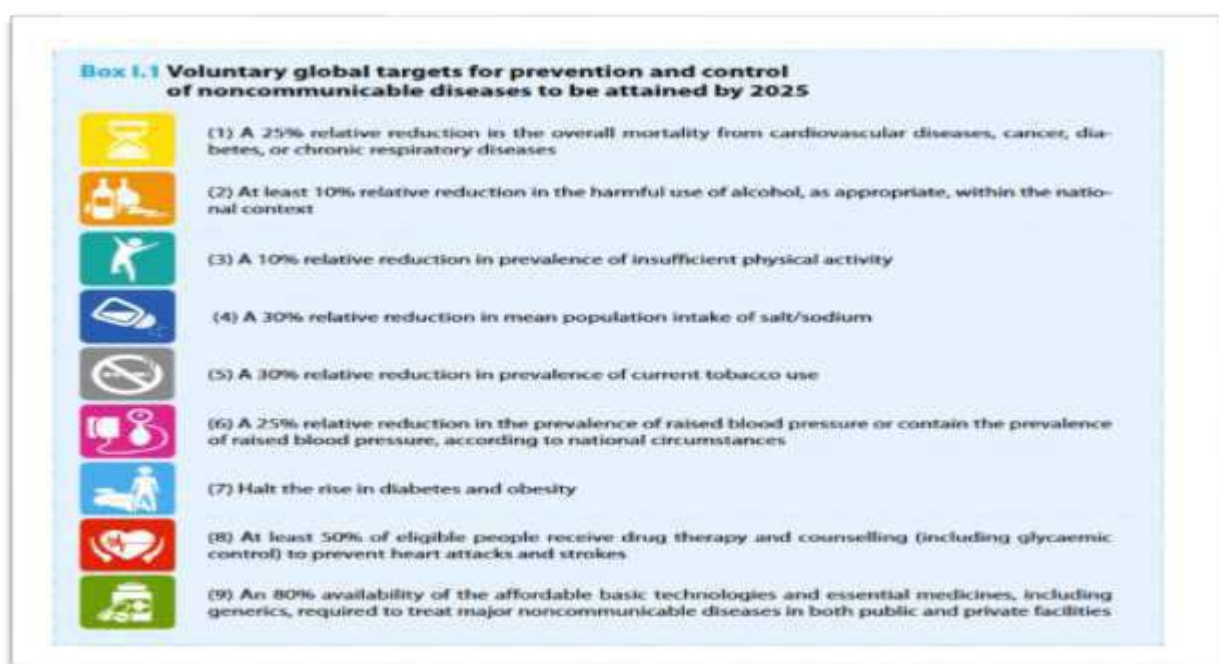 Box I.1 Voluntary global targets for prevention and control
of noncommunicable diseases to be attained by 2025
(1) A 25% relative reduction in the overall mortality from cardiovascular diseases, cancer, dia-
betes, or chronic respiratory diseases
(2) At least 10% relative reduction in the harmful use of alcohol, as appropriate, within the natio-
nal context
(3) A 10% relative reduction in prevalence of insufficient physical activity
(4) A 30% relative reduction in mean population intake of salt/sodium
(5) A 30% relative reduction in prevalence of current tobacco use
(6) A 25% relative reduction in the prevalence of raised blood pressure or contain the prevalence
of raised blood pressure, according to national circumstances
(7) Halt the rise in diabetes and obesity
(8) At least 50% of eligible people receive drug therapy and counselling (including glycaemic
control) to prevent heart attacks and strokes
(9) An 80% availability of the affordable basic technologies and essential medicines, including
generics, required to treat major noncommunicable diseases in both public and private facilities